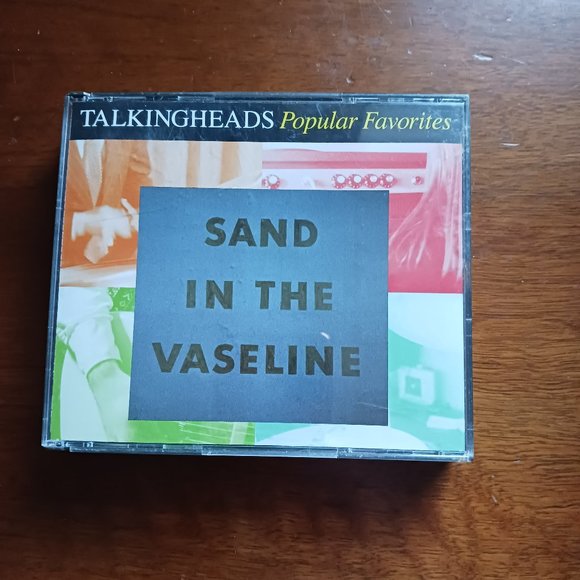 TALKINGHEADS Popular Favorites
SAND
IN THE
VASELINE